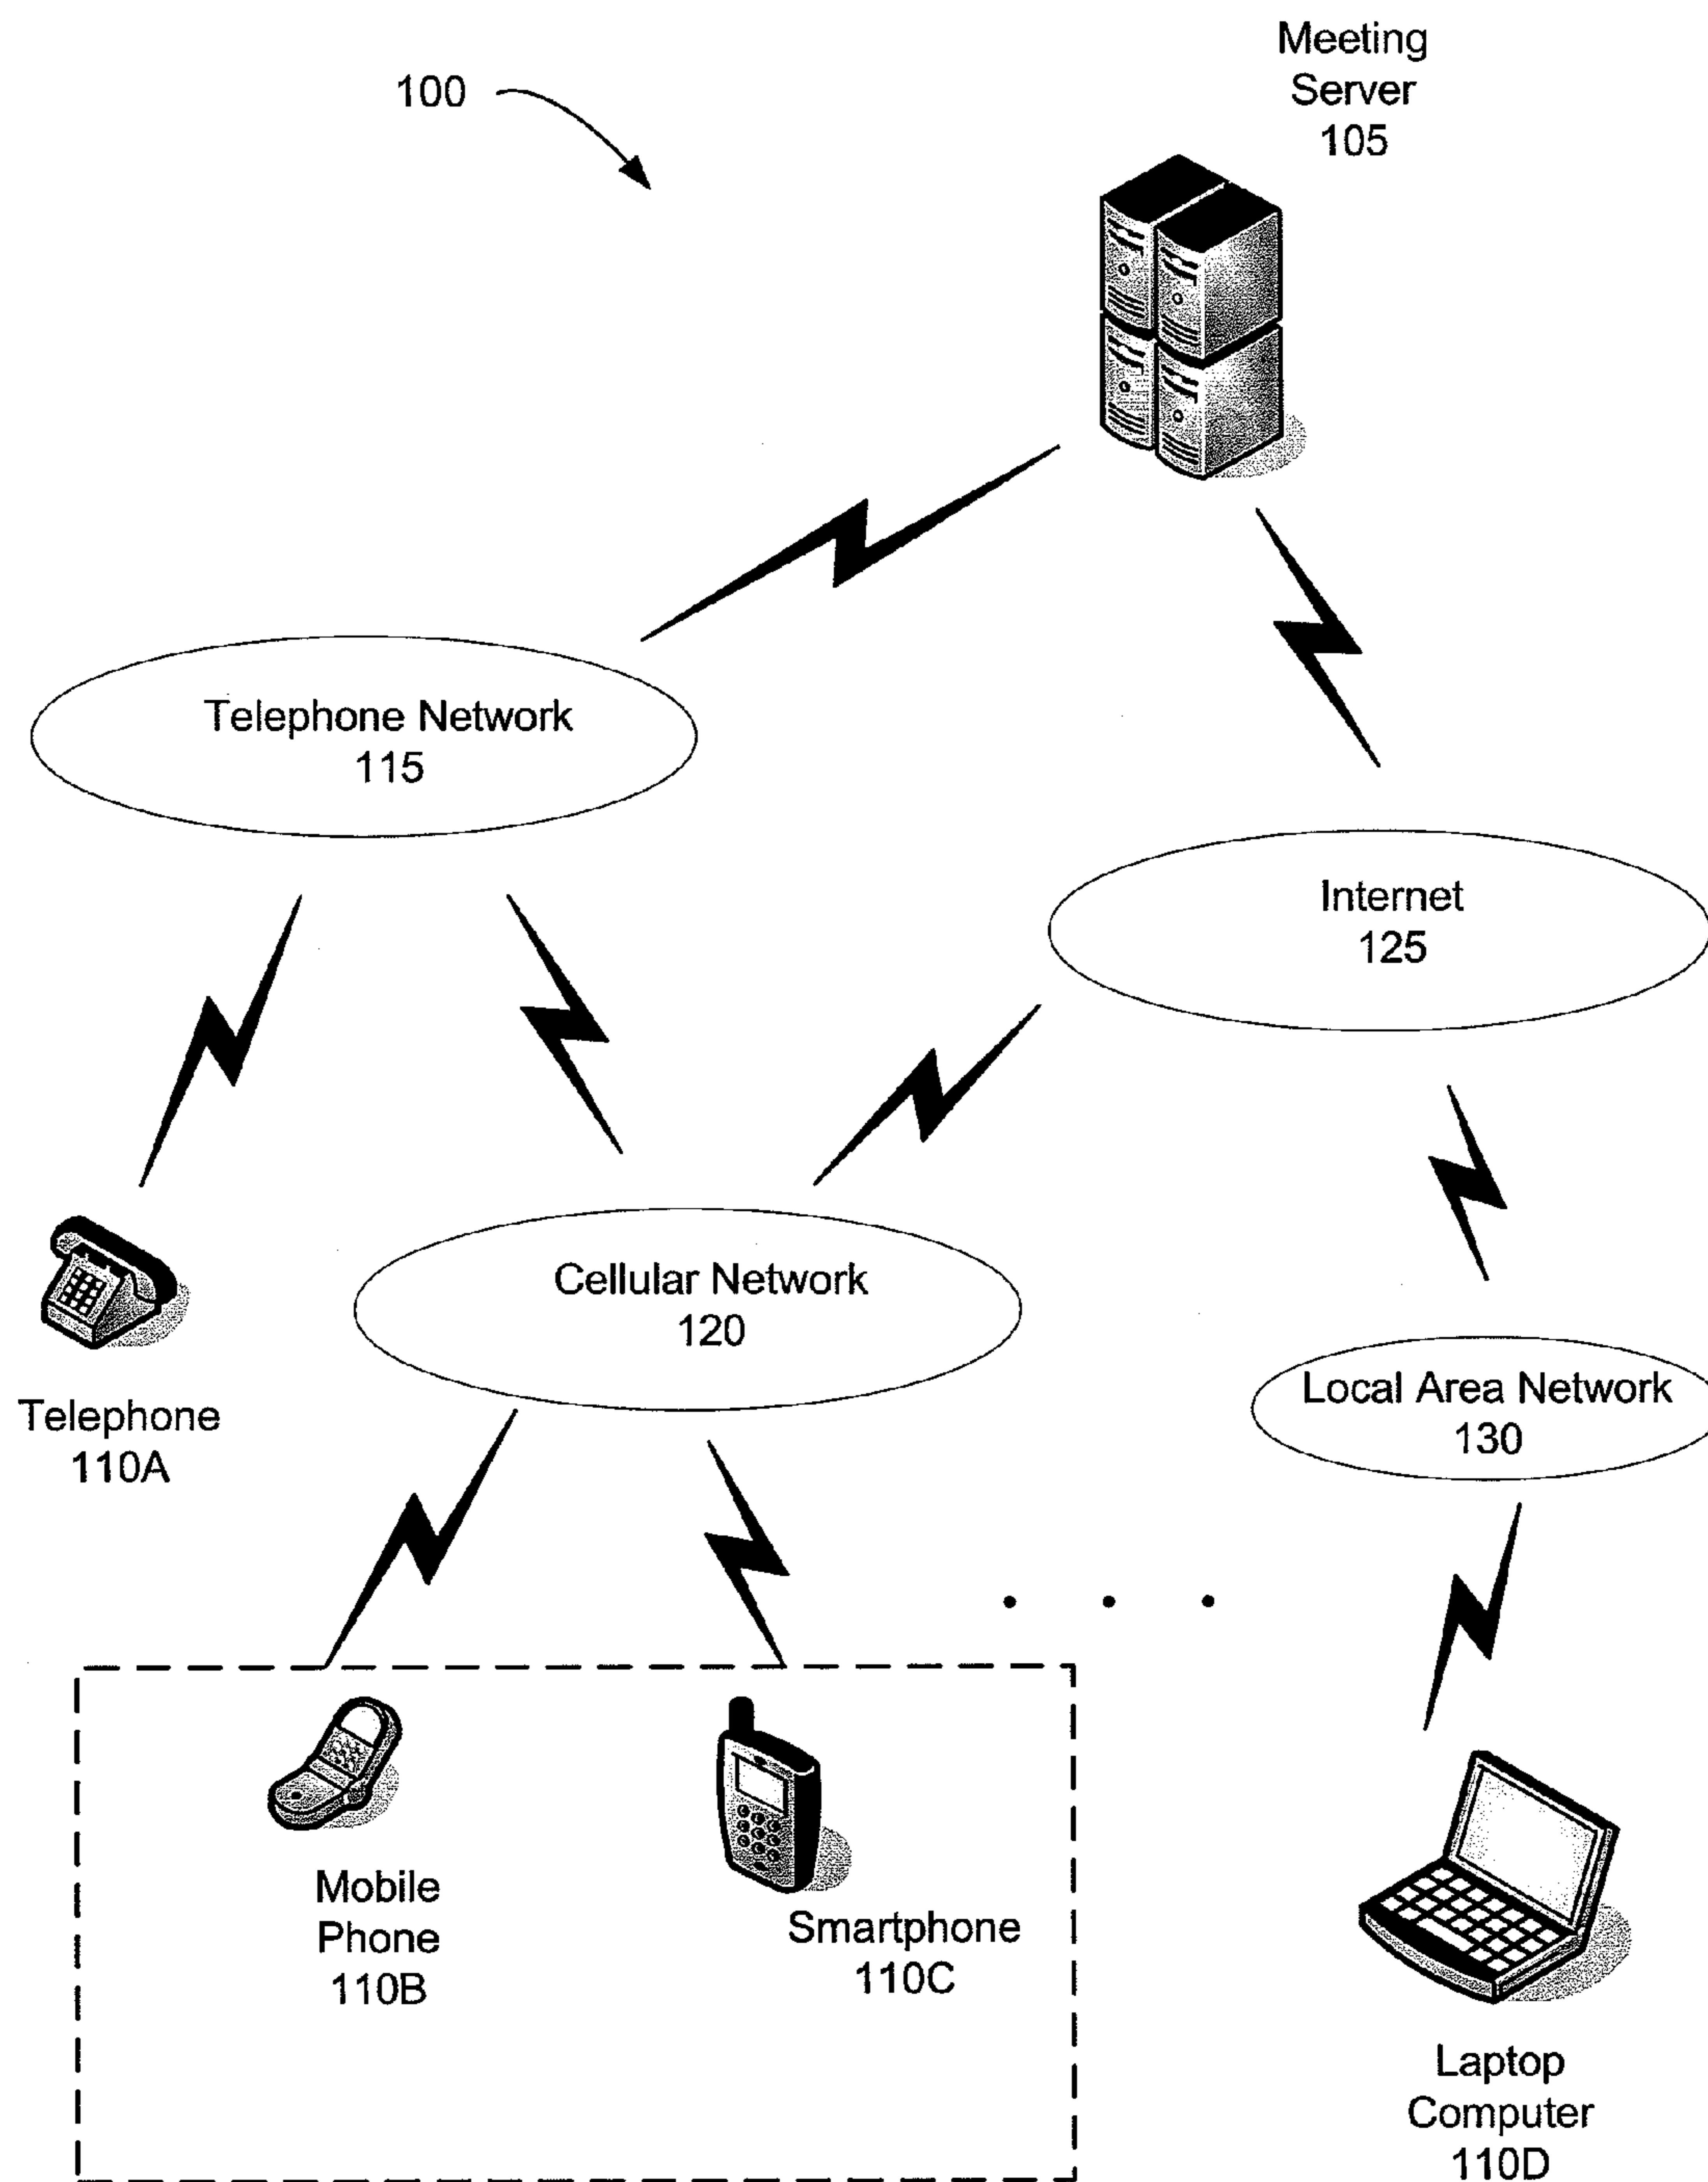 100
Meeting
Server
105
Telephone Network
115
Internet
125
Cellular Network
120
Telephone
110A
Local Area Network
130
Mobile
Phone
110B
Smartphone
110C
Laptop
Computer
110D